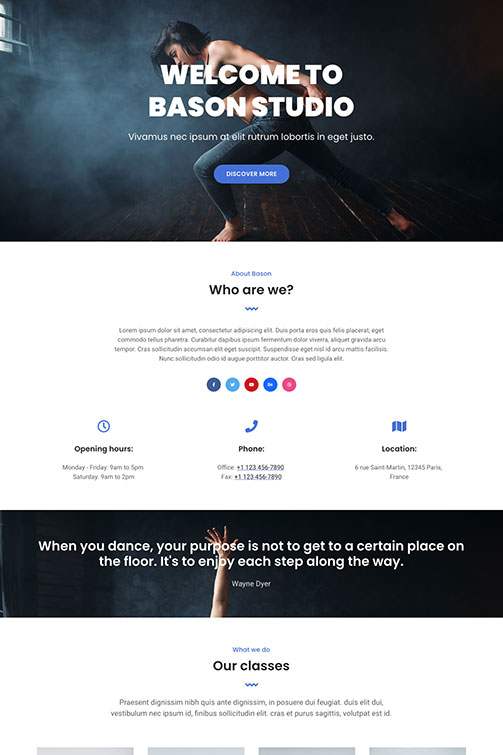 WELCOME TO
BASON STUDIO
Vivamus nec ipsum at elit rutrum lobortis in eget justo.
DISCOVER MORE
About Bason
Who are we?
Lorem ipsum dolor sit amet, consectetur adipiscing elit. Duis porta eros quis felis placerat, eget
commodo tellus pharetra. Curabitur dapibus ipsum fermentum dolor viverra, aliquet gravida arcu
tempor. Cras sollicitudin accumsan elit eget suscipit. Suspendisse eget nisl id arcu mattis facilisis.
Nunc sollicitudin odio id augue porttitor auctor. Cras sed ligula elit.
Opening hours:
Monday - Friday: 9am to 5pm
Saturday: 9am to 2pm
Phone:
Office: +1 123 456-7890
Fax: +1 123 456-7890
Location:
6 rue Saint-Martin, 12345 Paris,
France
When you dance, your purpose is not to get to a certain place on
the floor. It's to enjoy each step along the way.
Wayne Dyer
What we do
Our classes
Praesent dignissim nibh quis ante dignissim, in posuere dui feugiat. duis elit dui,
vestibulum nec ipsum id, finibus sollicitudin elit. cras et purus sagittis, volutpat est id.